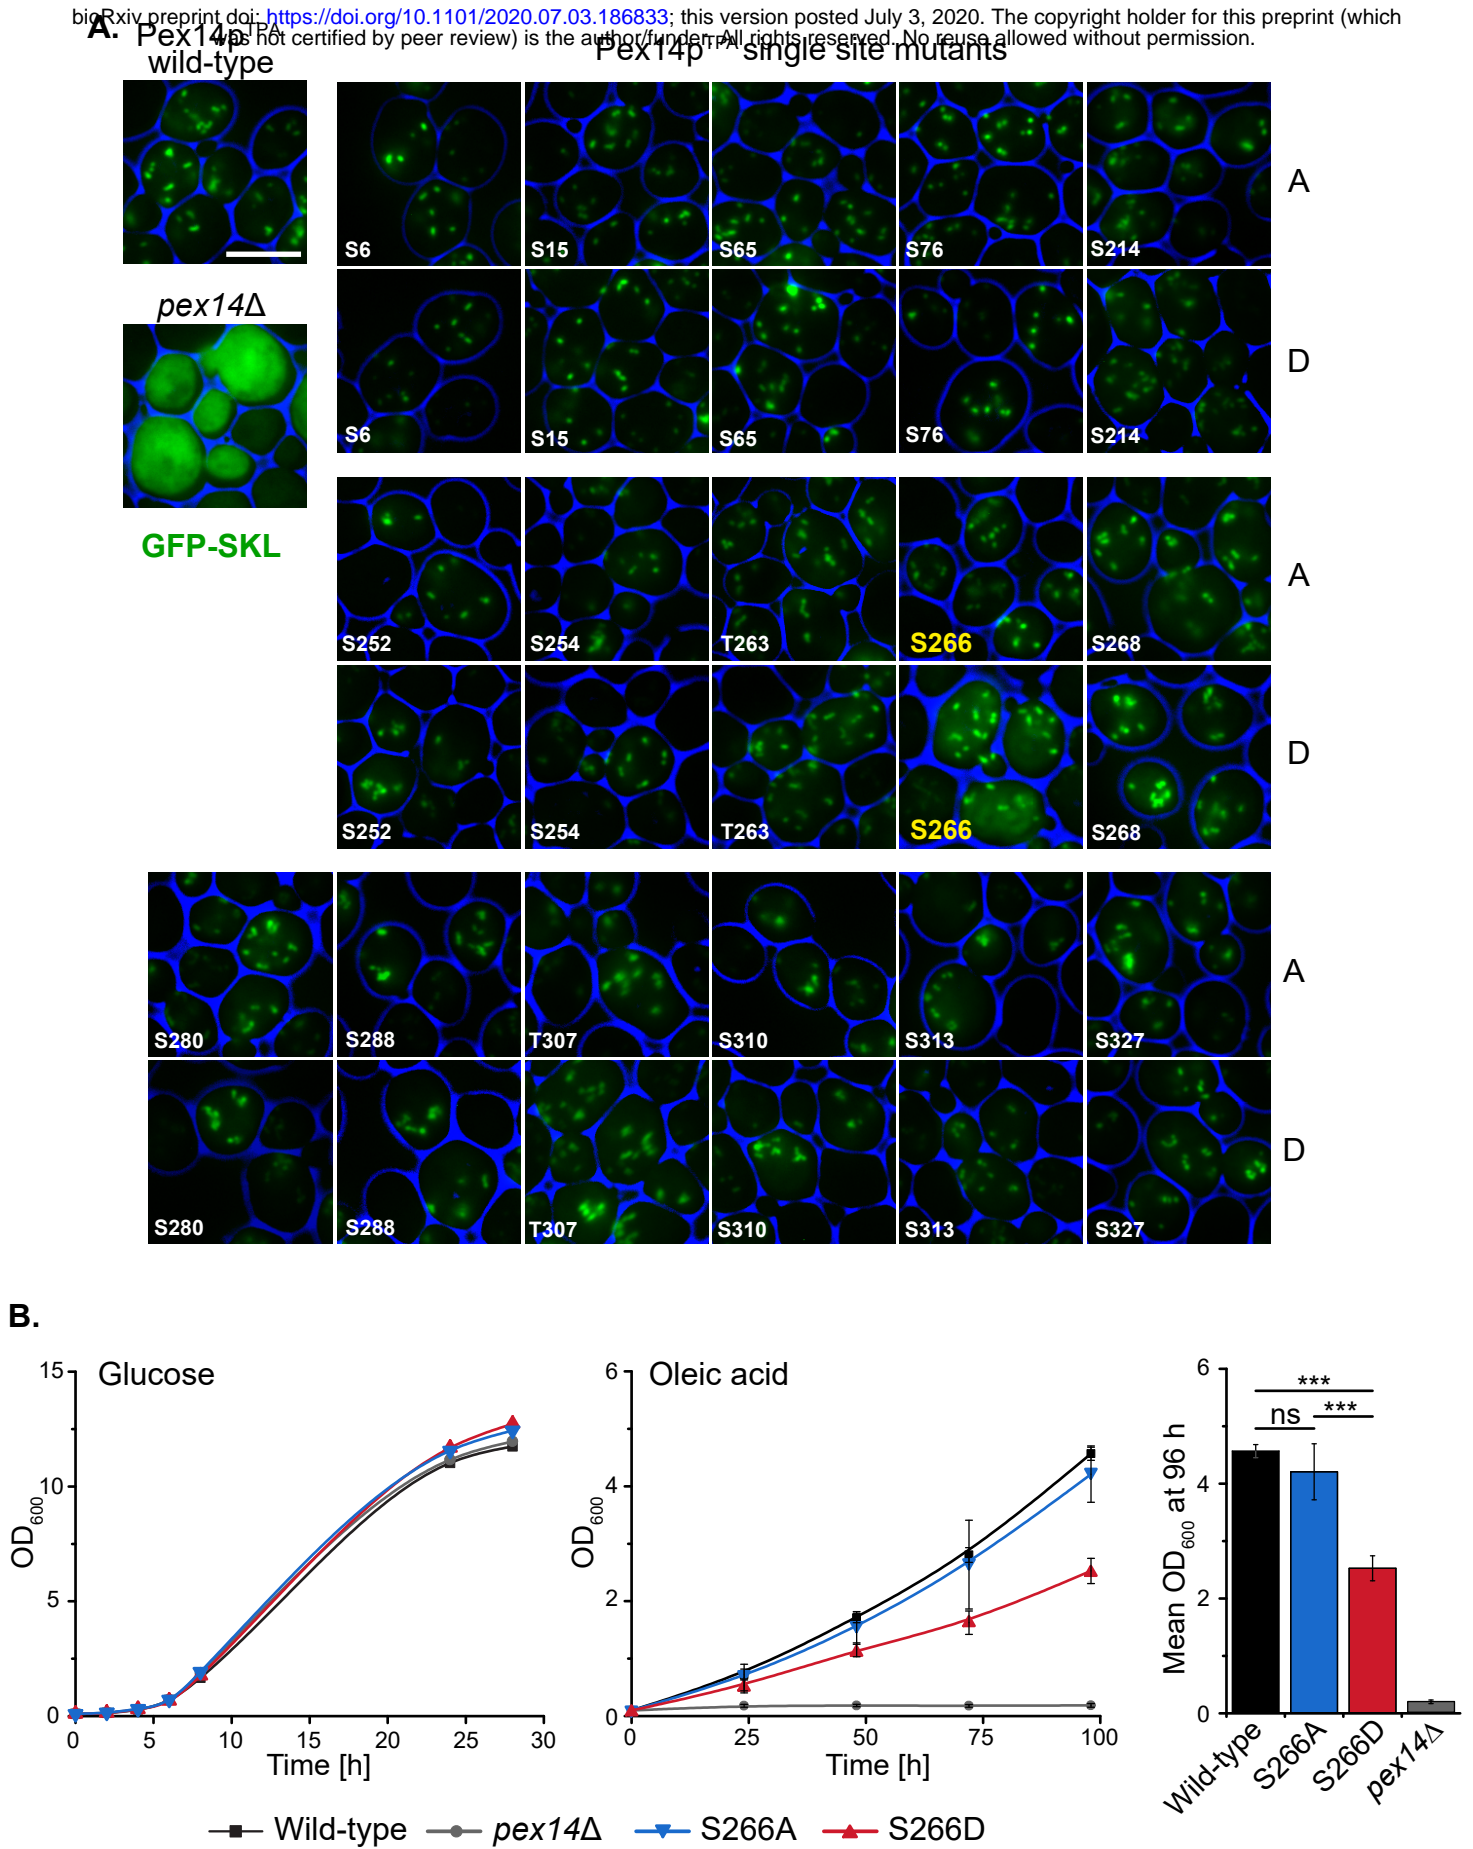 bioRxiv preprint doi: https://doi.org/10.1101/2020.07.03.186833; this version posted July 3, 2020. The copyright holder for this preprint (which
was not certified by peer review) is the author/funder. All rights reserved. No reuse allowed without permission.
A.
Pex14pTPA
wild-type
Pex14pTPA single site mutants
S6 S15 S65 S76 S214
A
pex14Δ
S6 S15 S65 S76 S214
D
GFP-SKL
S252 S254 T263 S266 S268
A
S252 S254 T263 S266 S268
D
S280 S288 T307 S310 S313 S327
A
S280 S288 T307 S310 S313 S327
D
B.
Glucose
15
10
5
0
OD600
0 5 10 15 20 25 30
Time [h]
Oleic acid
6
4
2
0
OD600
0 25 50 75 100
Time [h]
6
4
2
0
Mean OD600 at 96 h
***
ns ***
Wild-type S266A S266D pex14Δ
Wild-type pex14Δ S266A S266D